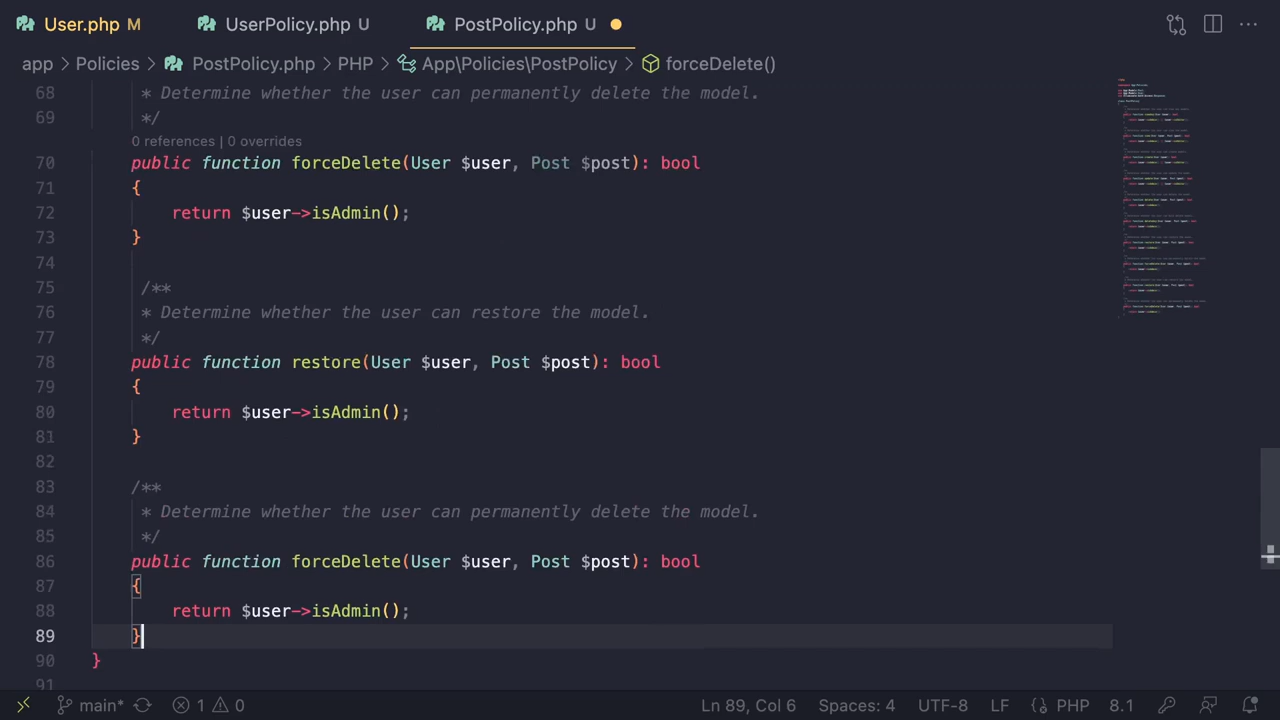 User.php M UserPolicy.php U PostPolicy.php U
app > Policies > PostPolicy.php > PHP > App\Policies\PostPolicy > forceDelete()
68 * Determine whether the user can permanently delete the model.
69 */
0 references | 0 overrides
70 public function forceDelete(User $user, Post $post): bool
71 {
72 return $user->isAdmin();
73 }
74
75 /**
76 * Determine whether the user can restore the model.
77 */
78 public function restore(User $user, Post $post): bool
79 {
80 return $user->isAdmin();
81 }
82
83 /**
84 * Determine whether the user can permanently delete the model.
85 */
86 public function forceDelete(User $user, Post $post): bool
87 {
88 return $user->isAdmin();
89 }
90 }
91
main* 1 0 Ln 89, Col 6 Spaces: 4 UTF-8 LF PHP 8.1